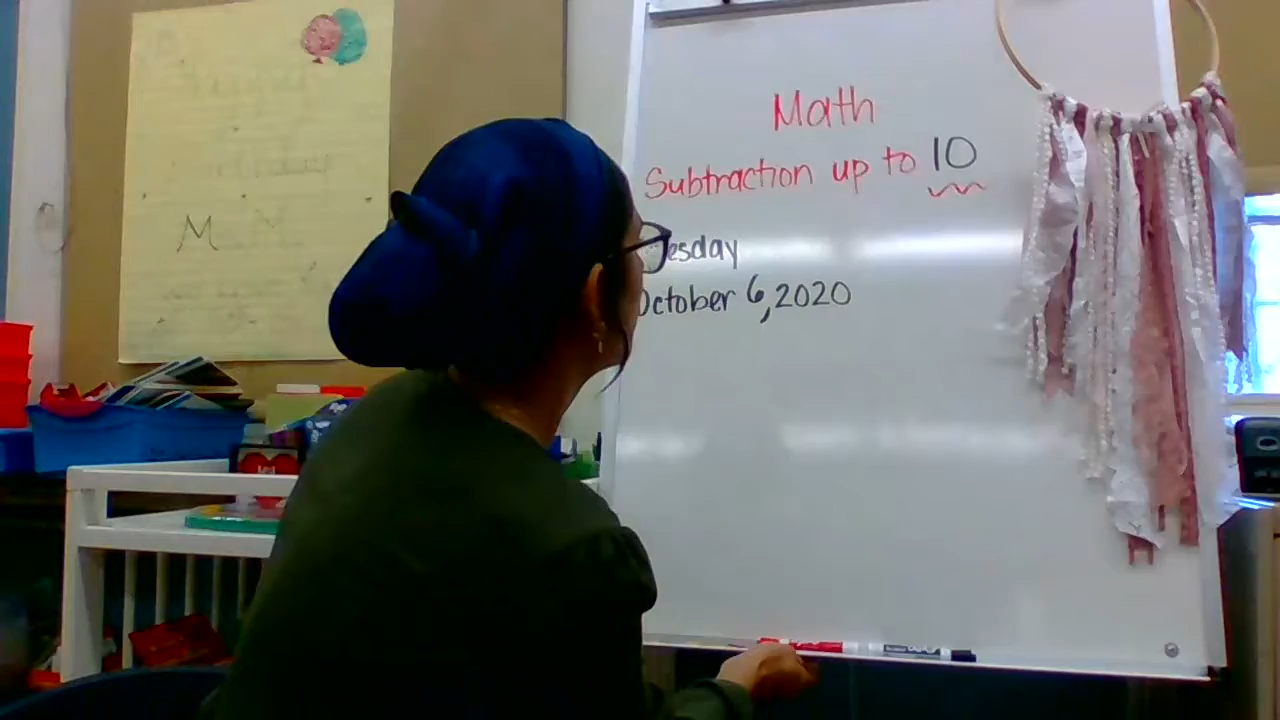 Math
Subtraction up to 10
esday
October 6, 2020
M